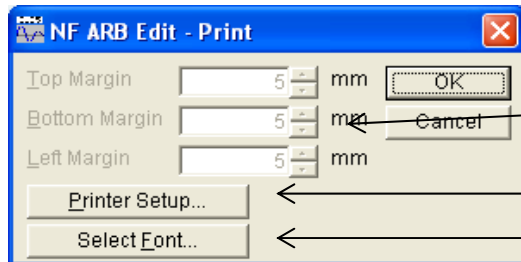 NF ARB Edit - Print
Top Margin 5 mm OK
Bottom Margin 5 mm Cancel
Left Margin 5 mm
Printer Setup...
Select Font...